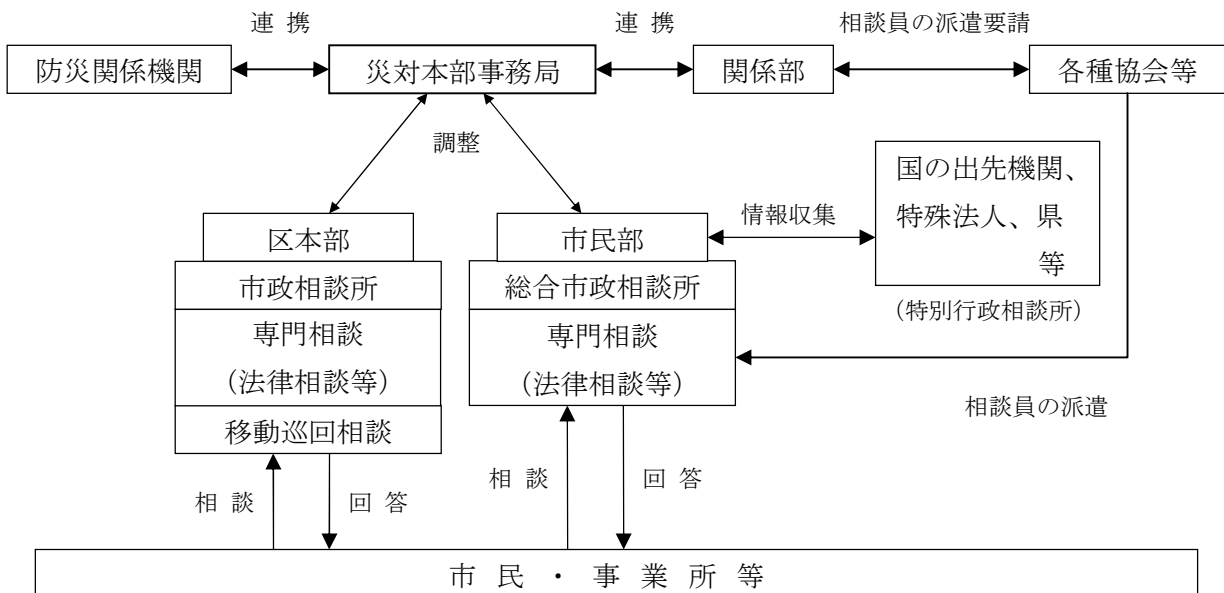 連 携
連 携
相談員の派遣要請
防災関係機関
災対本部事務局
関係部
各種協会等
調整
国の出先機関、
特殊法人、県
等
(特別行政相談所)
情報収集
区本部
市政相談所
専門相談
(法律相談等)
移動巡回相談
市民部
総合市政相談所
専門相談
(法律相談等)
相談員の派遣
相 談
回 答
相 談
回 答
市 民 ・ 事 業 所 等